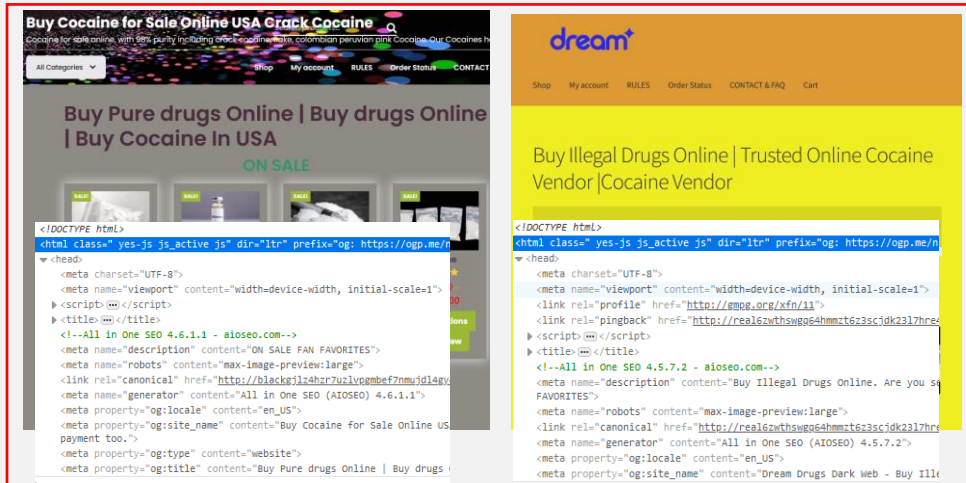 Buy Cocaine for Sale Online USA Crack Cocaine
Cocaine for sale online, with 98% purity including crack cocaine, flake, colombian peruvian pink Cocaine. Our Cocaines
All Categories
Shop My account RULES Order Status CONTACT
Buy Pure drugs Online | Buy drugs Online
| Buy Cocaine In USA
ON SALE
SALE! SALE! SALE! SALE!
<!DOCTYPE html>
<html class=" yes-js js_active js" dir="ltr" prefix="og: https://ogp.me/n
<head>
<meta charset="UTF-8">
<meta name="viewport" content="width=device-width, initial-scale=1">
<script>…</script>
<title>…</title>
<!--All in One SEO 4.6.1.1 - aioseo.com-->
<meta name="description" content="ON SALE FAN FAVORITES">
<meta name="robots" content="max-image-preview:large">
<link rel="canonical" href="http://blackgjlz4hzr7uzlvpgmbef7nmujdl4gy
<meta name="generator" content="All in One SEO (AIOSEO) 4.6.1.1">
<meta property="og:locale" content="en_US">
<meta property="og:site_name" content="Buy Cocaine for Sale Online US
payment too.">
<meta property="og:type" content="website">
<meta property="og:title" content="Buy Pure drugs Online | Buy drugs
dream
Shop My account RULES Order Status CONTACT & FAQ Cart
Buy Illegal Drugs Online | Trusted Online Cocaine
Vendor |Cocaine Vendor
<!DOCTYPE html>
<html class=" yes-js js_active js" dir="ltr" prefix="og: https://ogp.me/n
<head>
<meta charset="UTF-8">
<meta name="viewport" content="width=device-width, initial-scale=1">
<link rel="profile" href="http://gmpg.org/xfn/11">
<link rel="pingback" href="http://real6zwthswgq64hmmzt6z3scjdk23l7hre4
<script>…</script>
<title>…</title>
<!--All in One SEO 4.5.7.2 - aioseo.com-->
<meta name="description" content="Buy Illegal Drugs Online. Are you se
FAVORITES">
<meta name="robots" content="max-image-preview:large">
<link rel="canonical" href="http://real6zwthswgq64hmmzt6z3scjdk23l7hre
<meta name="generator" content="All in One SEO (AIOSEO) 4.5.7.2">
<meta property="og:locale" content="en_US">
<meta property="og:site_name" content="Dream Drugs Dark Web - Buy Ille